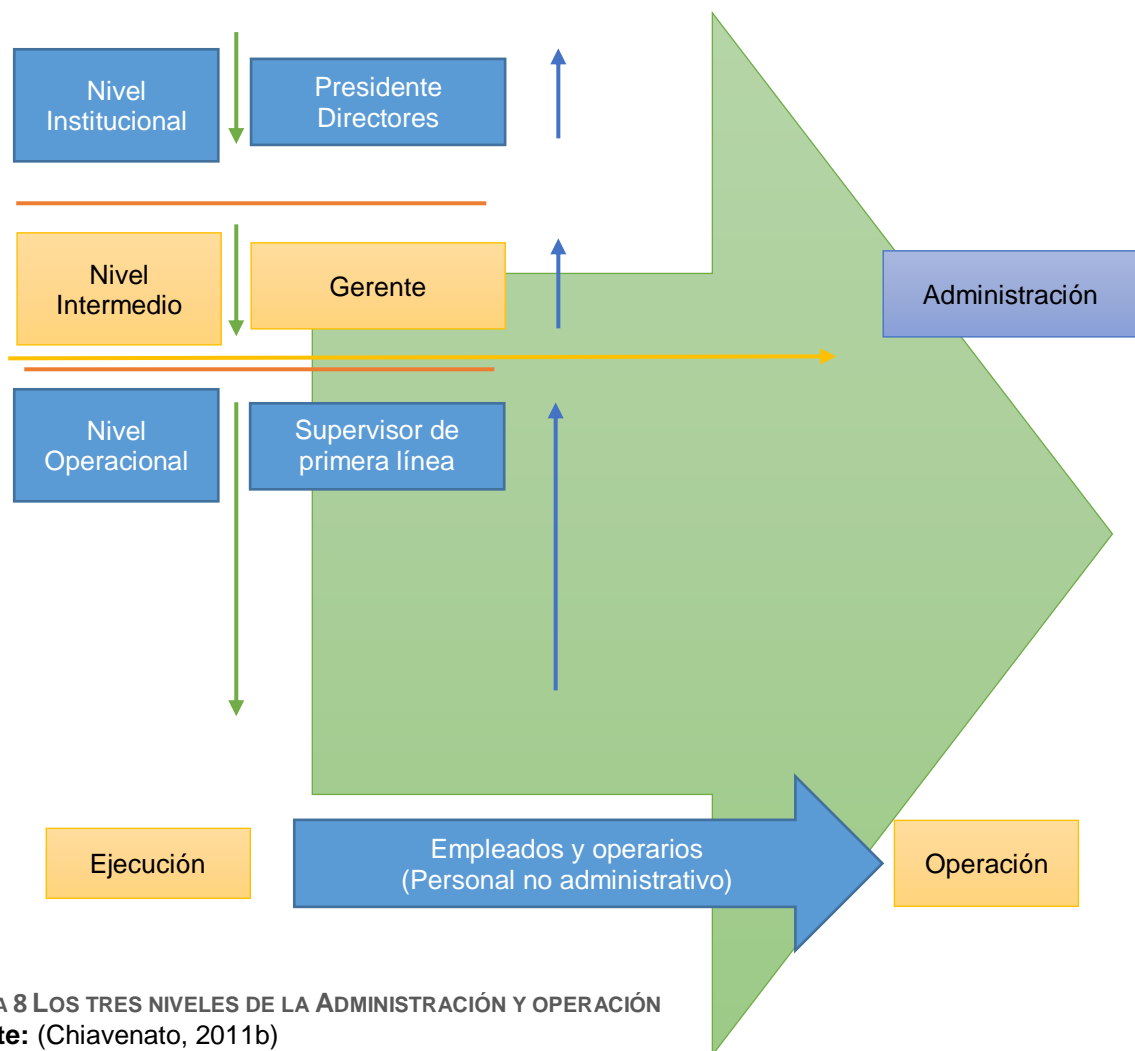 Nivel
Institucional
Presidente
Directores
Nivel
Intermedio
Gerente
Administración
Nivel
Operacional
Supervisor de
primera línea
Ejecución
Empleados y operarios
(Personal no administrativo)
Operación
A 8 LOS TRES NIVELES DE LA ADMINISTRACIÓN Y OPERACIÓN
te: (Chiavenato, 2011b)